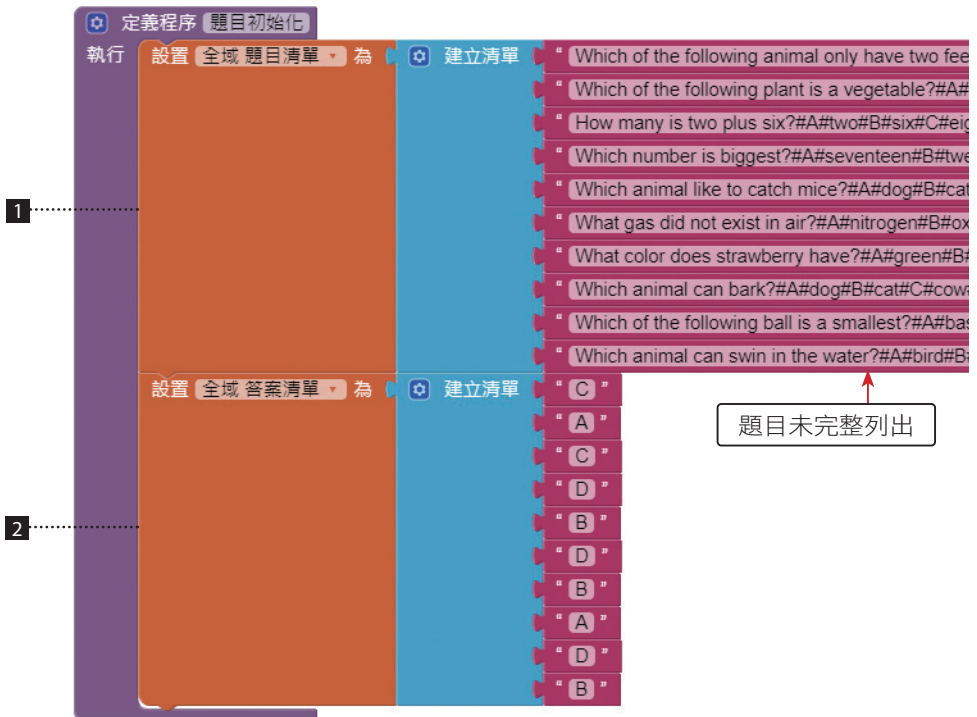 定義程序 題目初始化
執行 設置 全域 題目清單 為 建立清單 “ Which of the following animal only have two fee
“ Which of the following plant is a vegetable?#A#
“ How many is two plus six?#A#two#B#six#C#eig
“ Which number is biggest?#A#seventeen#B#twe
“ Which animal like to catch mice?#A#dog#B#cat
1
“ What gas did not exist in air?#A#nitrogen#B#ox
“ What color does strawberry have?#A#green#B#
“ Which animal can bark?#A#dog#B#cat#C#cow#
“ Which of the following ball is a smallest?#A#bas
“ Which animal can swin in the water?#A#bird#B#
設置 全域 答案清單 為 建立清單 “ C ”
“ A ”
題目未完整列出
“ C ”
“ D ”
2
“ B ”
“ D ”
“ B ”
“ A ”
“ D ”
“ B ”